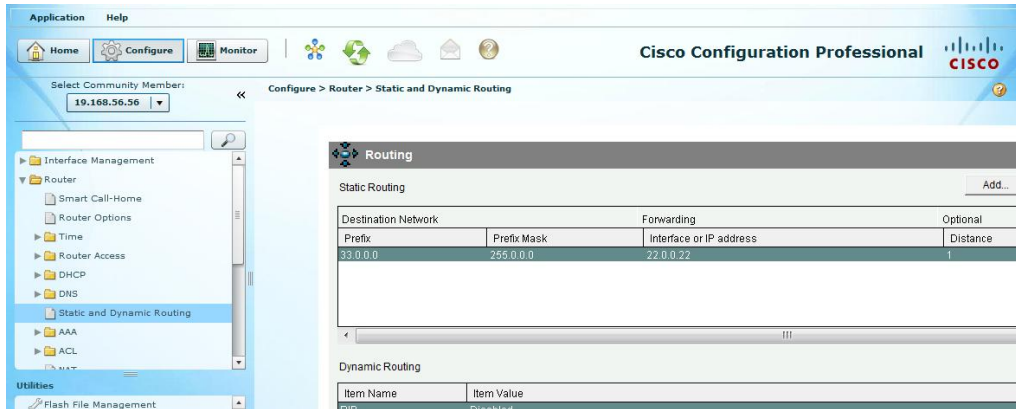 Application Help
Home Configure Monitor
Cisco Configuration Professional
CISCO
Select Community Member:
19.168.56.56
Configure > Router > Static and Dynamic Routing
Interface Management
Router
Smart Call-Home
Router Options
Time
Router Access
DHCP
DNS
Static and Dynamic Routing
AAA
ACL
NAT
Utilities
Flash File Management
Routing
Static Routing
Add...
Destination Network Forwarding Optional
Prefix Prefix Mask Interface or IP address Distance
33.0.0.0 255.0.0.0 22.0.0.22 1
Dynamic Routing
Item Name Item Value
RIP Disabled